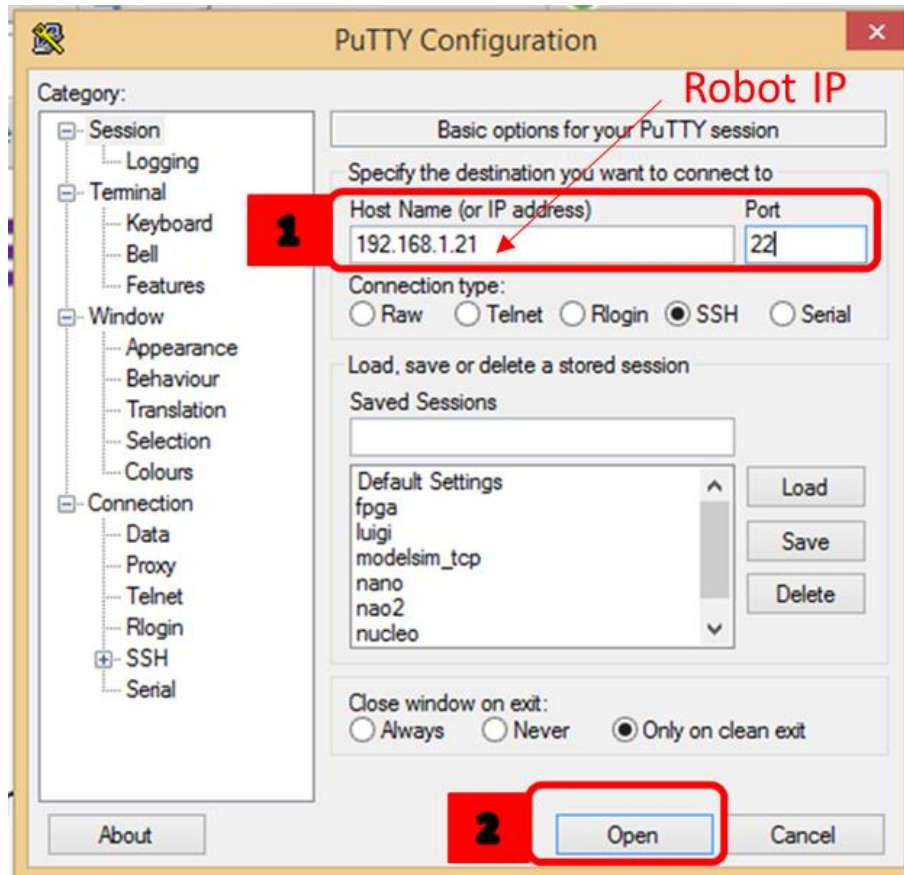 PuTTY Configuration
Robot IP
Category:
Session
Logging
Terminal
Keyboard
Bell
Features
Window
Appearance
Behaviour
Translation
Selection
Colours
Connection
Data
Proxy
Telnet
Rlogin
SSH
Serial
Basic options for your PuTTY session
Specify the destination you want to connect to
1
Host Name (or IP address) Port
192.168.1.21 22
Connection type:
Raw Telnet Rlogin SSH Serial
Load, save or delete a stored session
Saved Sessions
Default Settings
fpga
luigi
modelsim_tcp
nano
nao2
nucleo
Load
Save
Delete
Close window on exit:
Always Never Only on clean exit
2
About Open Cancel